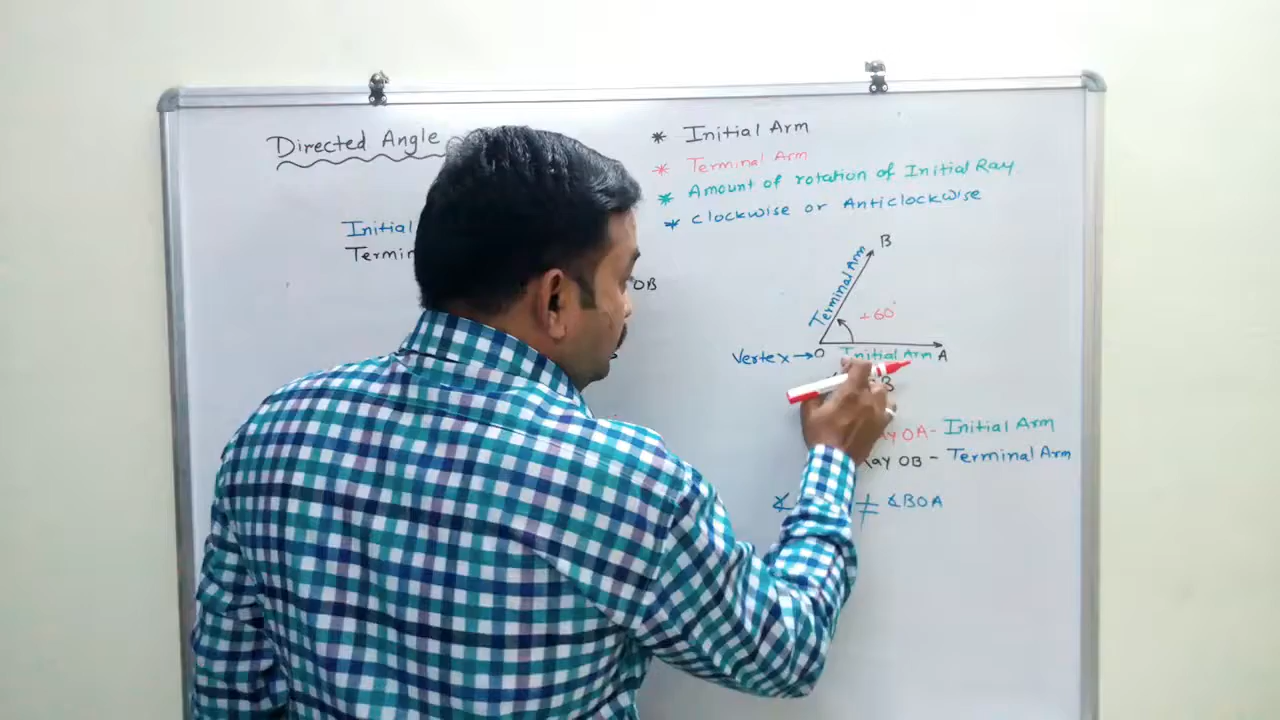 Directed Angle
Initial
Termin
OB
* Initial Arm
* Terminal Arm
* Amount of rotation of Initial Ray
* Clockwise or Anticlockwise
B
Terminal Arm
+60°
Vertex → O Initial Arm A
B
ay OA - Initial Arm
Ray OB - Terminal Arm
∡ ≠ ∡BOA